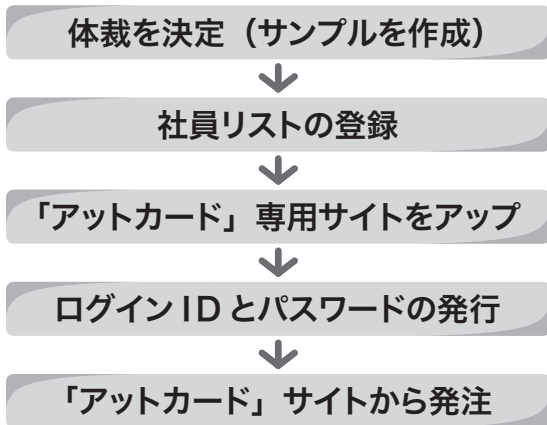 体裁を決定（サンプルを作成）
社員リストの登録
「アットカード」専用サイトをアップ
ログインIDとパスワードの発行
「アットカード」サイトから発注